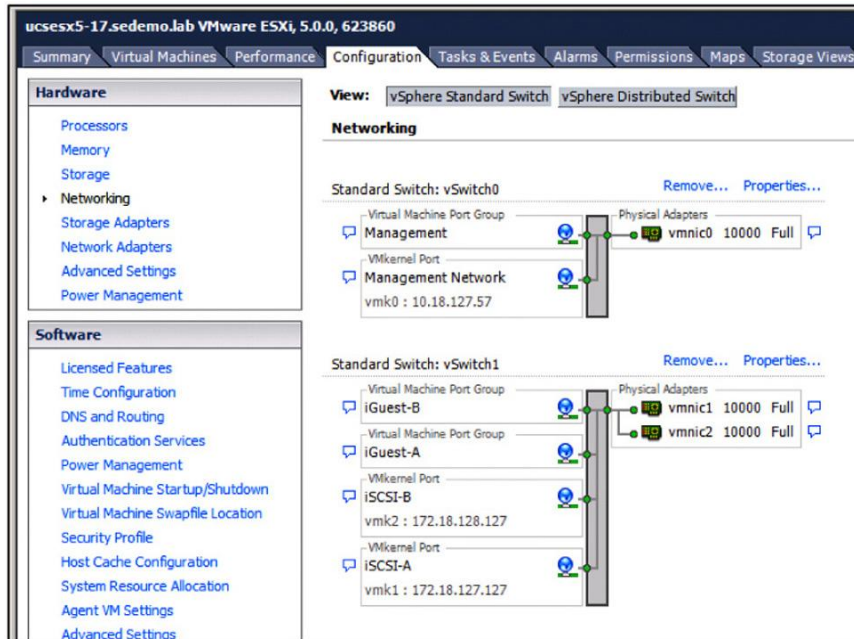 ucsesx5-17.sedemo.lab VMware ESXi, 5.0.0, 623860
Summary Virtual Machines Performance Configuration Tasks & Events Alarms Permissions Maps Storage Views
Hardware
Processors
Memory
Storage
Networking
Storage Adapters
Network Adapters
Advanced Settings
Power Management
Software
Licensed Features
Time Configuration
DNS and Routing
Authentication Services
Power Management
Virtual Machine Startup/Shutdown
Virtual Machine Swapfile Location
Security Profile
Host Cache Configuration
System Resource Allocation
Agent VM Settings
Advanced Settings
View: vSphere Standard Switch vSphere Distributed Switch
Networking
Standard Switch: vSwitch0 Remove... Properties...
Virtual Machine Port Group
Management
VMkernel Port
Management Network
vmk0 : 10.18.127.57
Physical Adapters
vmnic0 10000 Full
Standard Switch: vSwitch1 Remove... Properties...
Virtual Machine Port Group
iGuest-B
Virtual Machine Port Group
iGuest-A
VMkernel Port
iSCSI-B
vmk2 : 172.18.128.127
VMkernel Port
iSCSI-A
vmk1 : 172.18.127.127
Physical Adapters
vmnic1 10000 Full
vmnic2 10000 Full